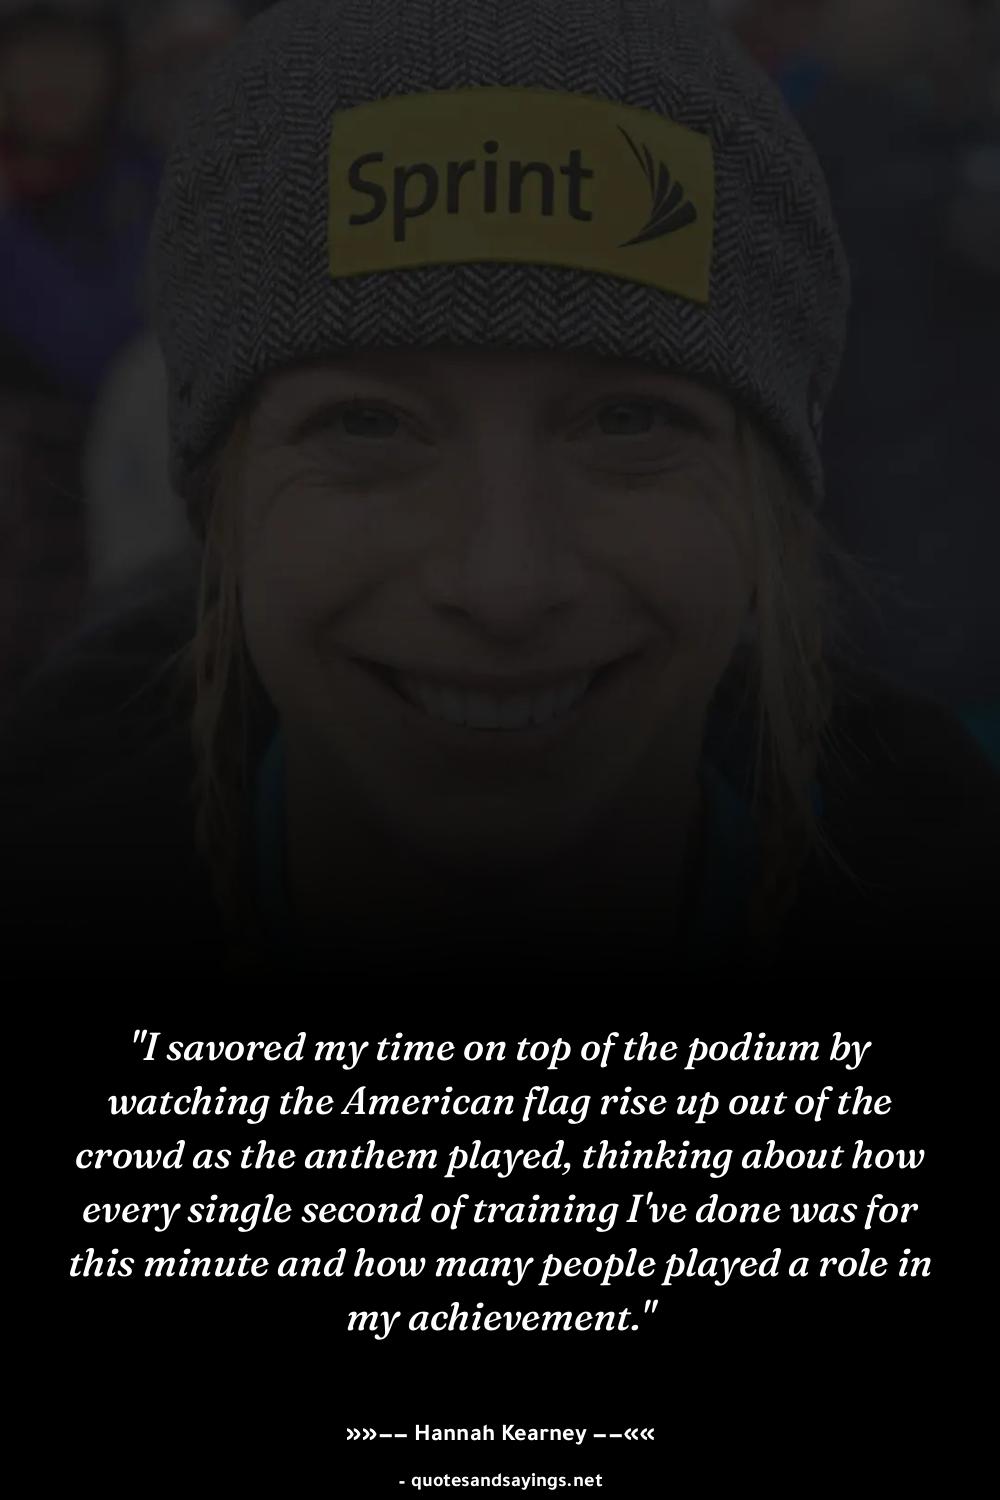 Sprint
"I savored my time on top of the podium by
watching the American flag rise up out of the
crowd as the anthem played, thinking about how
every single second of training I've done was for
this minute and how many people played a role in
my achievement."
»»—— Hannah Kearney ——««
- quotesandsayings.net